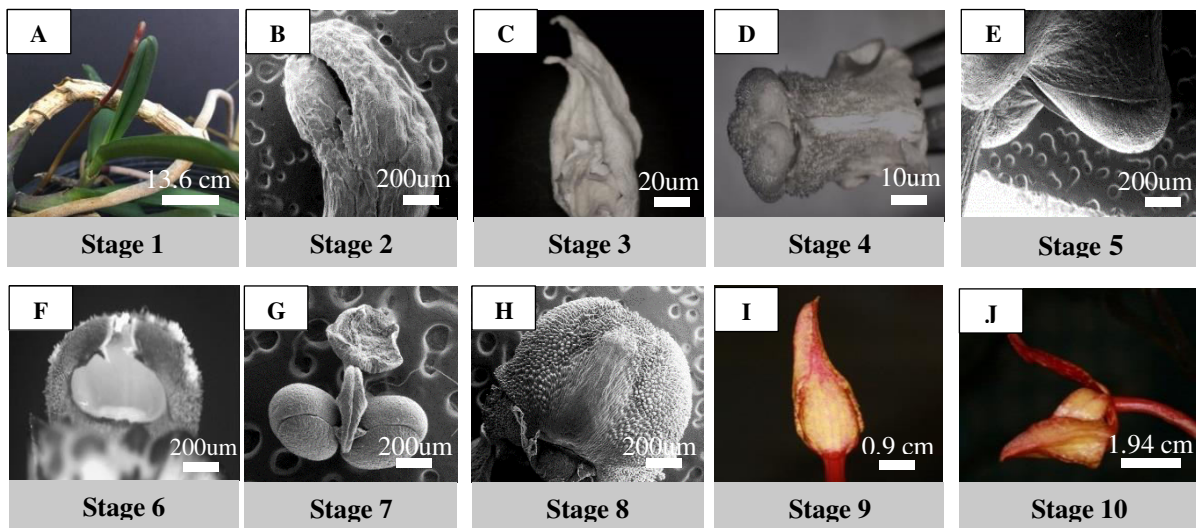 A
B
C
D
E
13.6 cm
200um
20um
10um
200um
Stage 1
Stage 2
Stage 3
Stage 4
Stage 5
F
G
H
I
J
200um
200um
200um
0.9 cm
1.94 cm
Stage 6
Stage 7
Stage 8
Stage 9
Stage 10